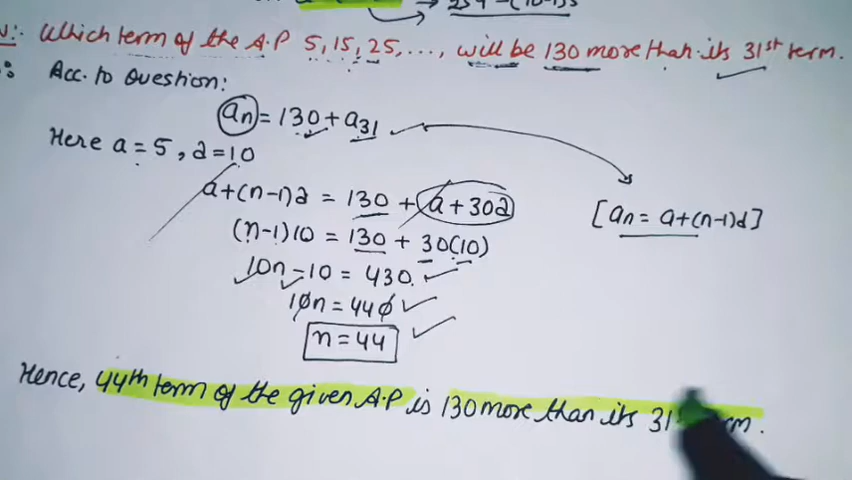 Which term of the A.P 5, 15, 25, ..., will be 130 more than its 31st term.
Acc. to Question:
an = 130 + a31
Here a = 5, d = 10
a+(n-1)d = 130 + a + 30d
[an = a+(n-1)d]
(n-1)10 = 130 + 30(10)
10n - 10 = 430
10n = 440
n = 44
Hence, 44th term of the given A.P is 130 more than its 31 term.